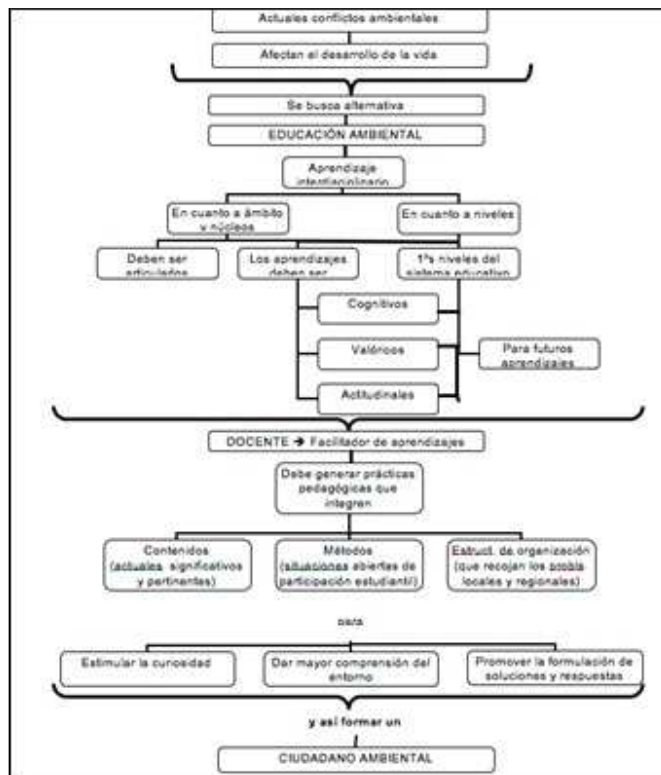 Actuales conflictos ambientales
Afectan el desarrollo de la vida
Se busca alternativa
EDUCACIÓN AMBIENTAL
Aprendizaje
interdisciplinario
En cuanto a ámbito
y núcleos
En cuanto a niveles
Deben ser
articulados
Los aprendizajes
deben ser
1ºs niveles del
sistema educativo
Cognitivos
Valóricos
Para futuros
aprendizajes
Actitudinales
DOCENTE ➔ Facilitador de aprendizajes
Debe generar prácticas
pedagógicas que
integren
Contenidos
(actuales significativos
y pertinentes)
Métodos
(situaciones abiertas de
participación estudiantil)
Estruct. de organización
(que recojan los probls
locales y regionales)
para
Estimular la curiosidad
Dar mayor comprensión del
entorno
Promover la formulación de
soluciones y respuestas
y así formar un
CIUDADANO AMBIENTAL